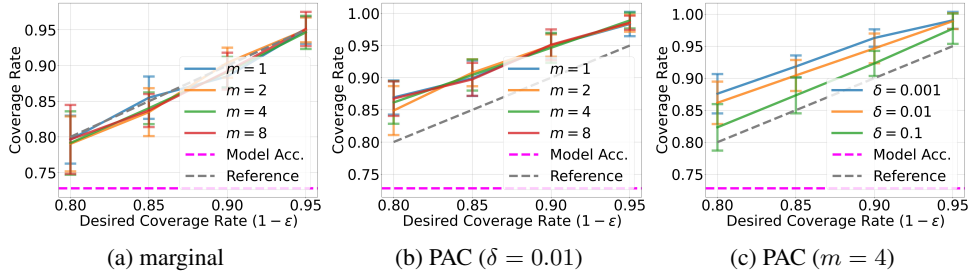 Coverage Rate
0.95
0.90
0.85
0.80
0.75
m = 1
m = 2
m = 4
m = 8
Model Acc.
Reference
0.80 0.85 0.90 0.95
Desired Coverage Rate (1 − ε)
(a) marginal
Coverage Rate
1.00
0.95
0.90
0.85
0.80
0.75
m = 1
m = 2
m = 4
m = 8
Model Acc.
Reference
0.80 0.85 0.90 0.95
Desired Coverage Rate (1 − ε)
(b) PAC (δ = 0.01)
Coverage Rate
1.00
0.95
0.90
0.85
0.80
0.75
δ = 0.001
δ = 0.01
δ = 0.1
Model Acc.
Reference
0.80 0.85 0.90 0.95
Desired Coverage Rate (1 − ε)
(c) PAC (m = 4)